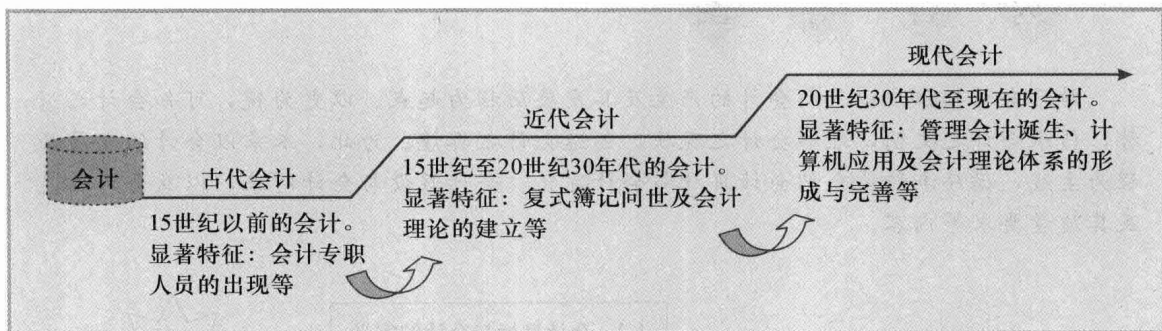 会计
古代会计
15世纪以前的会计。
显著特征：会计专职
人员的出现等
近代会计
15世纪至20世纪30年代的会计。
显著特征：复式簿记问世及会计
理论的建立等
现代会计
20世纪30年代至现在的会计。
显著特征：管理会计诞生、计
算机应用及会计理论体系的形
成与完善等